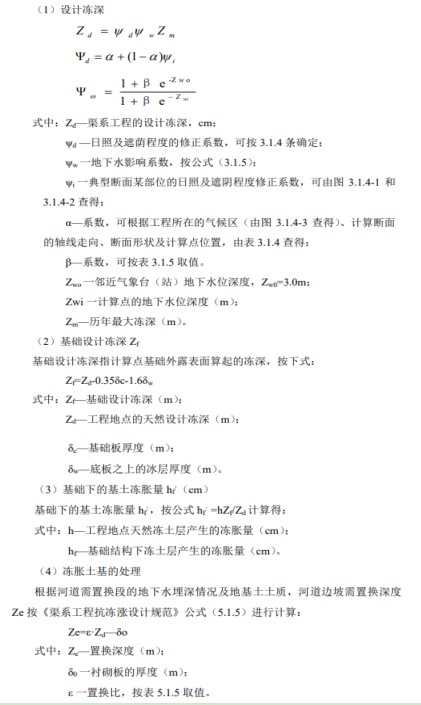 （1）设计冻深
Z d = ψ d ψ w Z m
Ψd = α + (1 − α)ψi
Ψ ω = (1 + β e -Z wo) / (1 + β e − Z wi)
式中：Zd—渠系工程的设计冻深，cm；
ψd —日照及遮荫程度的修正系数，可按 3.1.4 条确定；
ψw 一地下水影响系数，按公式（3.1.5）；
ψi 一典型断面某部位的日照及遮阴程度修正系数，可由图 3.1.4-1 和
3.1.4-2 查得；
α—系数，可根据工程所在的气候区（由图 3.1.4-3 查得）、计算断面
的轴线走向、断面形状及计算点位置，由表 3.1.4 查得；
β—系数，可按表 3.1.5 取值。
Zwo 一邻近气象台（站）地下水位深度，Zw0=3.0m；
Zwi 一计算点的地下水位深度（m）；
Zm—历年最大冻深（m）。
（2）基础设计冻深 Zf
基础设计冻深指计算点基础外露表面算起的冻深，按下式：
Zf=Zd-0.35δc-1.6δw
式中：Zf—基础设计冻深（m）；
Zd—工程地点的天然设计冻深（m）；
δc—基础板厚度（m）；
δw—底板之上的冰层厚度（m）。
（3）基础下的基土冻胀量 hf（cm）
基础下的基土冻胀量 hf，按公式 hf =hZf/Zd 计算得：
式中：h—工程地点天然冻土层产生的冻胀量（cm）；
hf—基础结构下冻土层产生的冻胀量（cm）。
（4）冻胀土基的处理
根据河道需置换段的地下水埋深情况及地基土土质，河道边坡需置换深度
Ze 按《渠系工程抗冻涨设计规范》公式（5.1.5）进行计算：
Ze=ε·Zd—δo
式中：Ze—置换深度（m）；
δ0 一衬砌板的厚度（m）；
ε 一置换比，按表 5.1.5 取值。